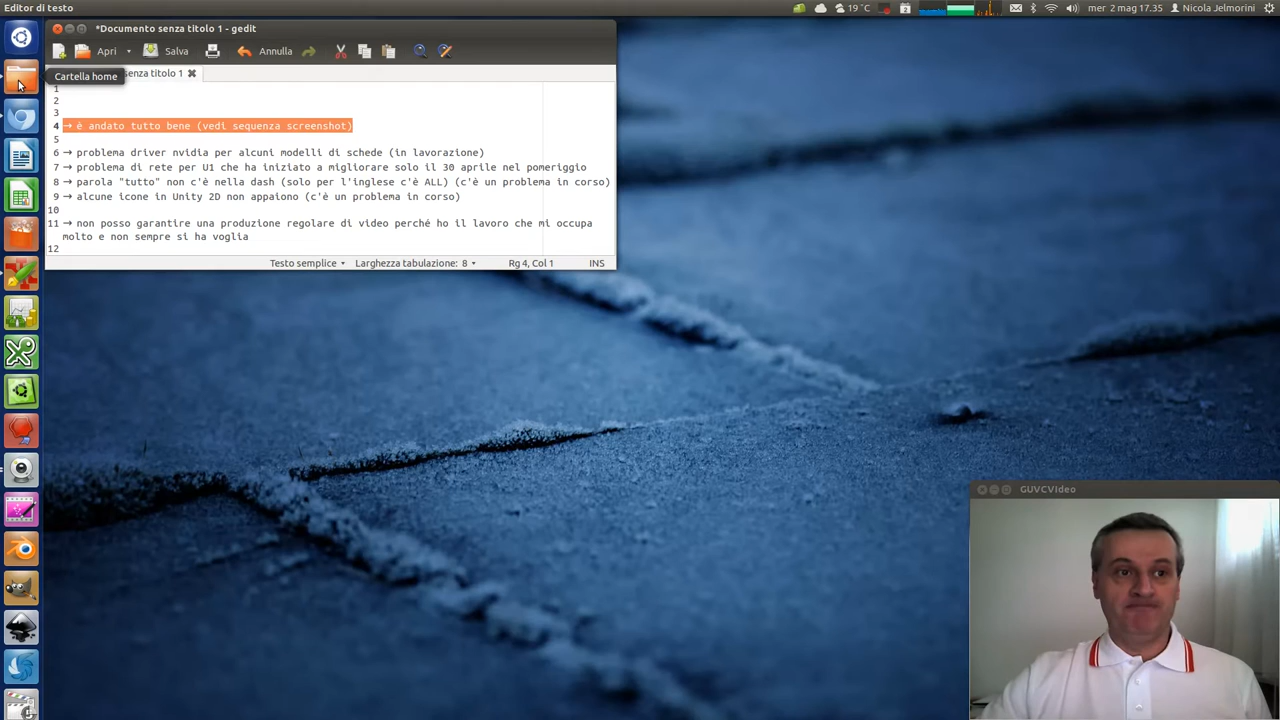 Editor di testo
19 °C
2
mer 2 mag 17.35
Nicola Jelmorini
*Documento senza titolo 1 - gedit
Apri
Salva
Annulla
Cartella home
senza titolo 1
1
2
3
4 → è andato tutto bene (vedi sequenza screenshot)
5
6 → problema driver nvidia per alcuni modelli di schede (in lavorazione)
7 → problema di rete per U1 che ha iniziato a migliorare solo il 30 aprile nel pomeriggio
8 → parola "tutto" non c'è nella dash (solo per l'inglese c'è ALL) (c'è un problema in corso)
9 → alcune icone in Unity 2D non appaiono (c'è un problema in corso)
10
11 → non posso garantire una produzione regolare di video perché ho il lavoro che mi occupa
molto e non sempre si ha voglia
12
Testo semplice
Larghezza tabulazione: 8
Rg 4, Col 1
INS
GUVCVideo